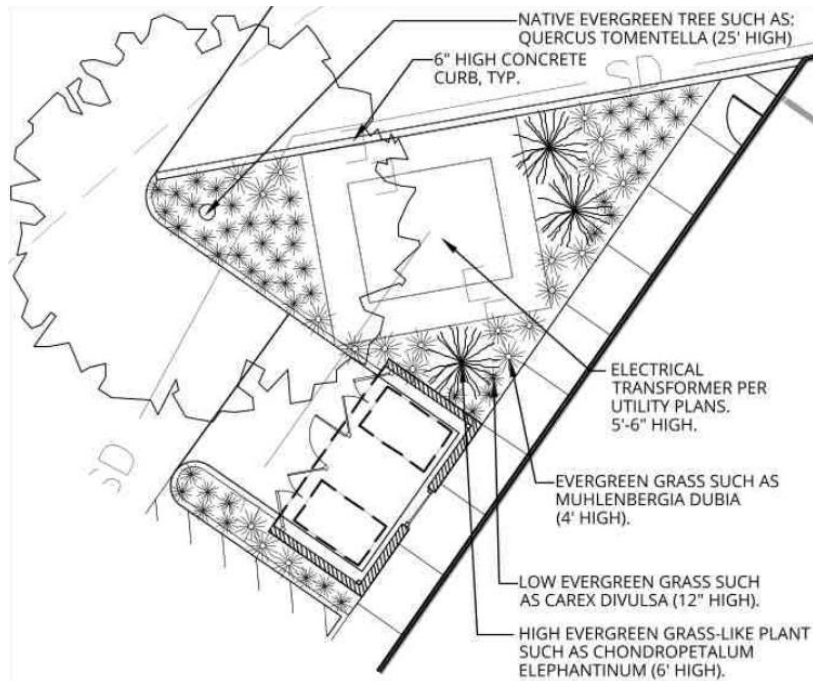 NATIVE EVERGREEN TREE SUCH AS:
QUERCUS TOMENTELLA (25' HIGH)
6" HIGH CONCRETE
CURB, TYP.
SD
ELECTRICAL
TRANSFORMER PER
UTILITY PLANS.
5'-6" HIGH.
SD
EVERGREEN GRASS SUCH AS
MUHLENBERGIA DUBIA
(4' HIGH).
LOW EVERGREEN GRASS SUCH
AS CAREX DIVULSA (12" HIGH).
HIGH EVERGREEN GRASS-LIKE PLANT
SUCH AS CHONDROPETALUM
ELEPHANTINUM (6' HIGH).